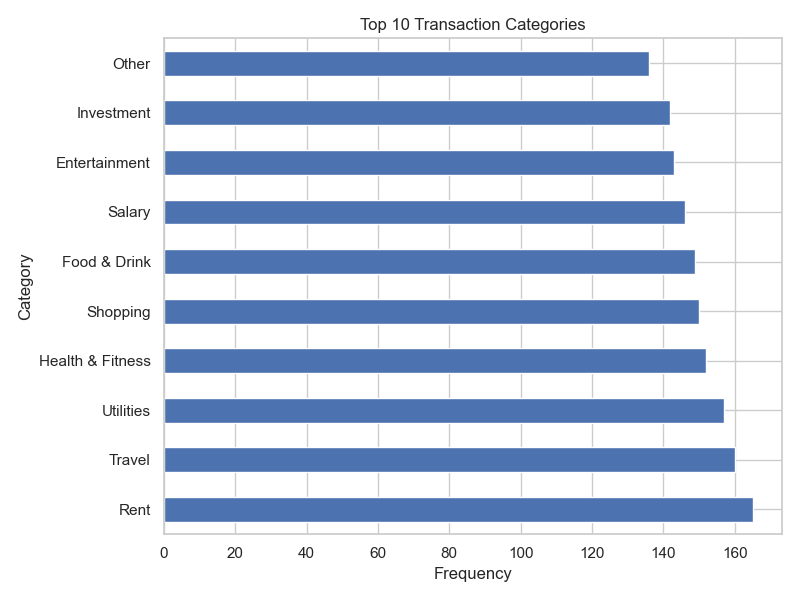 Top 10 Transaction Categories
Other
Investment
Entertainment
Salary
Food & Drink
Shopping
Health & Fitness
Utilities
Travel
Rent
Category
0 20 40 60 80 100 120 140 160
Frequency